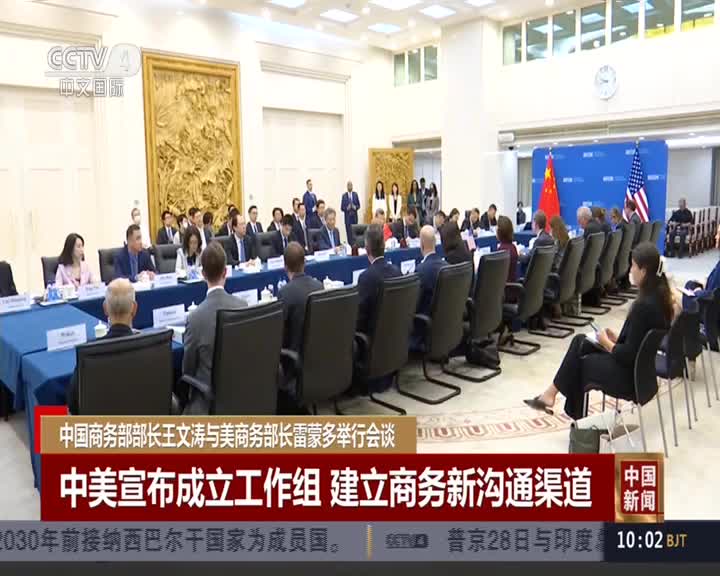 CCTV 4
中文国际
中国商务部部长王文涛与美商务部长雷蒙多举行会谈
中美宣布成立工作组 建立商务新沟通渠道
中国
新闻
2030年前接纳西巴尔干国家为成员国。 CCTV4 普京28日与印度
10:02 BJT